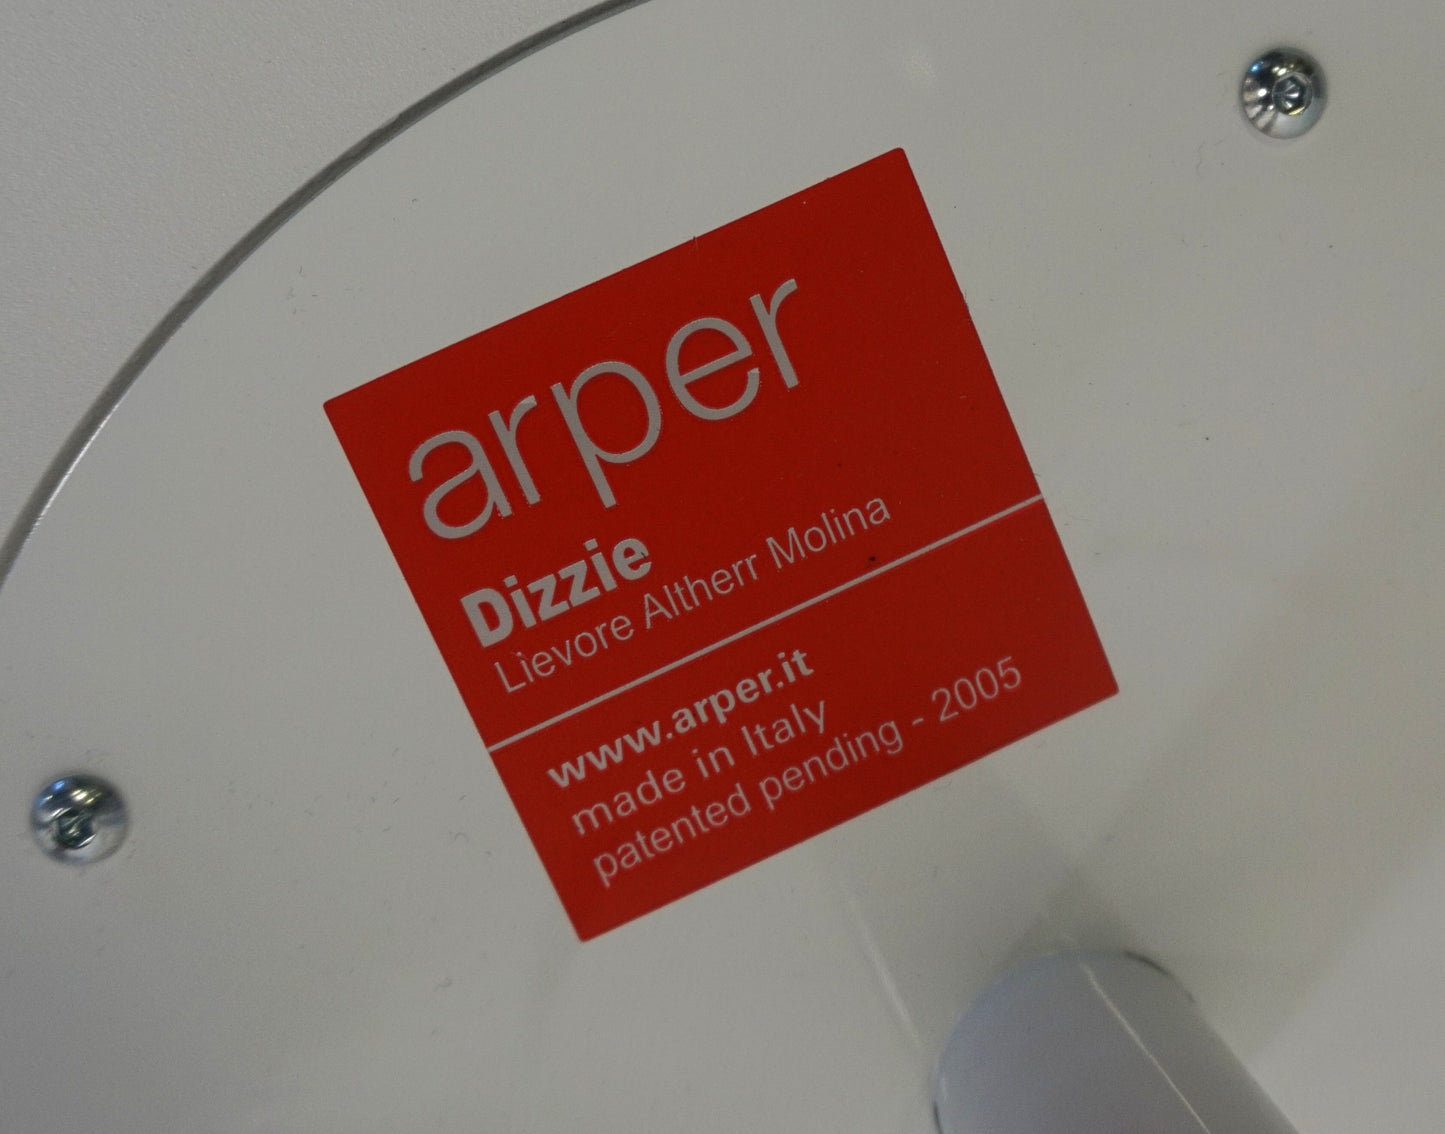 arper
Dizzie
Lievore Altherr Molina
www.arper.it
made in Italy
patented pending - 2005